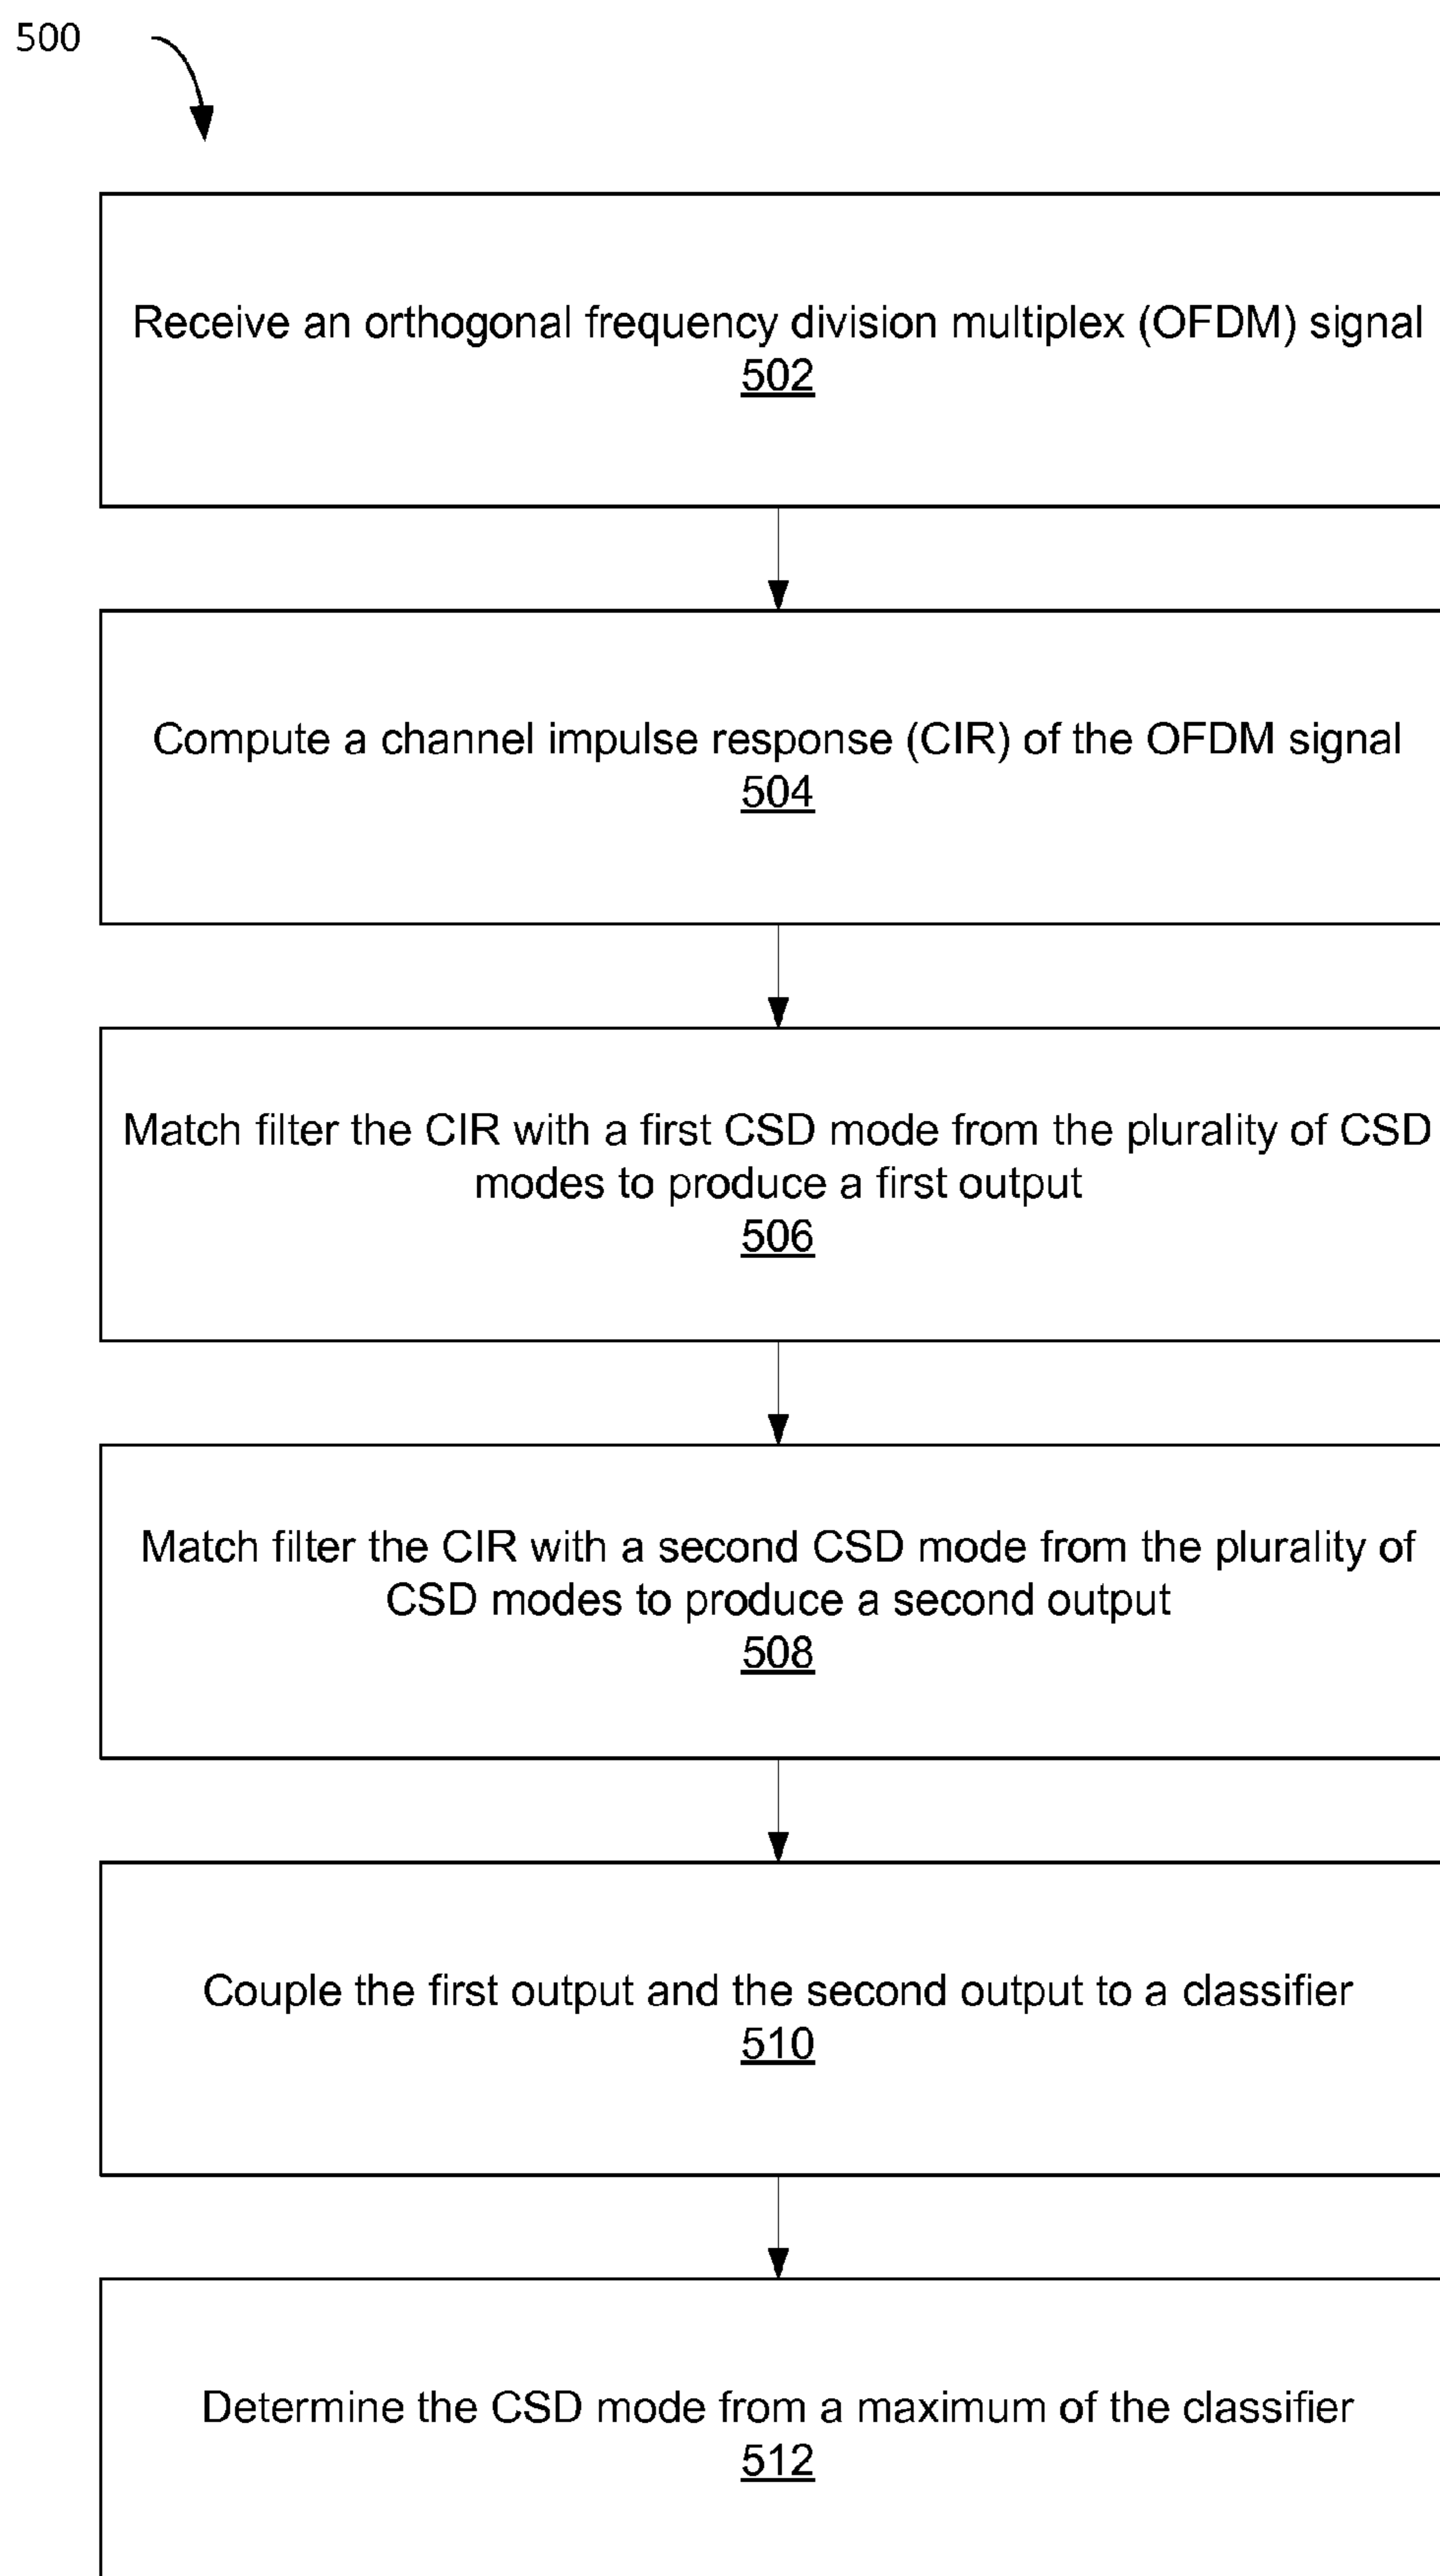 500
Receive an orthogonal frequency division multiplex (OFDM) signal
502
Compute a channel impulse response (CIR) of the OFDM signal
504
Match filter the CIR with a first CSD mode from the plurality of CSD
modes to produce a first output
506
Match filter the CIR with a second CSD mode from the plurality of
CSD modes to produce a second output
508
Couple the first output and the second output to a classifier
510
Determine the CSD mode from a maximum of the classifier
512